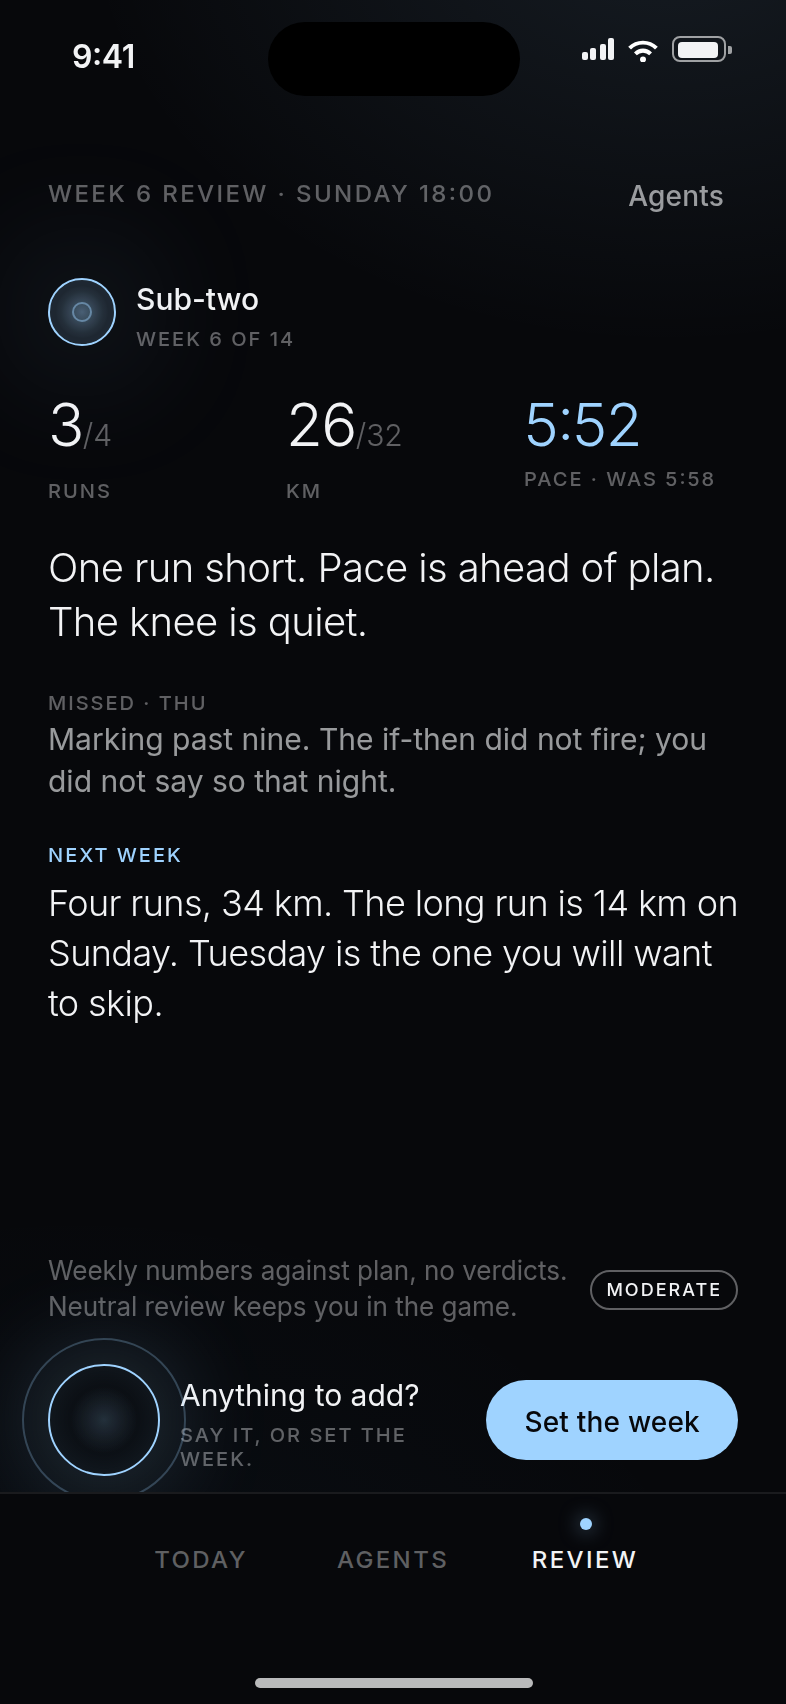 9:41
WEEK 6 REVIEW · SUNDAY 18:00
Agents
Sub-two
WEEK 6 OF 14
3/4
RUNS
26/32
KM
5:52
PACE · WAS 5:58
One run short. Pace is ahead of plan.
The knee is quiet.
MISSED · THU
Marking past nine. The if-then did not fire; you
did not say so that night.
NEXT WEEK
Four runs, 34 km. The long run is 14 km on
Sunday. Tuesday is the one you will want
to skip.
Weekly numbers against plan, no verdicts.
Neutral review keeps you in the game.
MODERATE
Anything to add?
SAY IT, OR SET THE
WEEK.
Set the week
TODAY
AGENTS
REVIEW